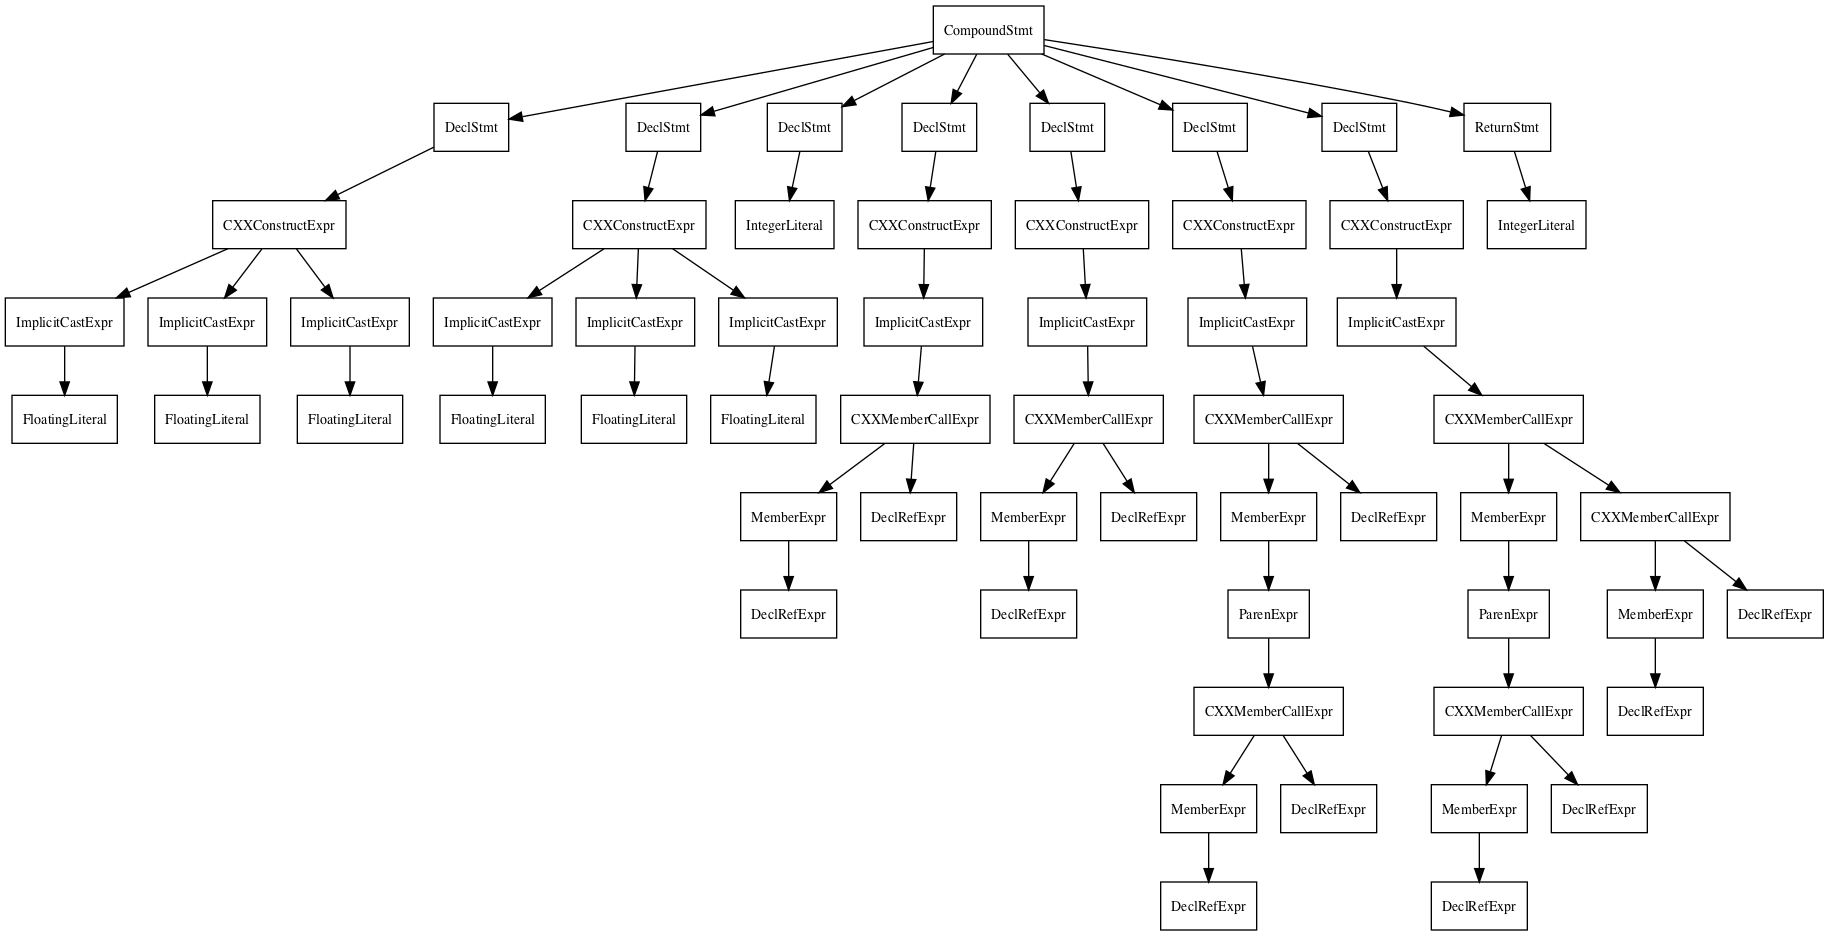 CompoundStmt
DeclStmt
DeclStmt
DeclStmt
DeclStmt
DeclStmt
DeclStmt
DeclStmt
ReturnStmt
CXXConstructExpr
CXXConstructExpr
IntegerLiteral
CXXConstructExpr
CXXConstructExpr
CXXConstructExpr
CXXConstructExpr
IntegerLiteral
ImplicitCastExpr
ImplicitCastExpr
ImplicitCastExpr
ImplicitCastExpr
ImplicitCastExpr
ImplicitCastExpr
ImplicitCastExpr
ImplicitCastExpr
ImplicitCastExpr
ImplicitCastExpr
FloatingLiteral
FloatingLiteral
FloatingLiteral
FloatingLiteral
FloatingLiteral
FloatingLiteral
CXXMemberCallExpr
CXXMemberCallExpr
CXXMemberCallExpr
CXXMemberCallExpr
MemberExpr
DeclRefExpr
MemberExpr
DeclRefExpr
MemberExpr
DeclRefExpr
MemberExpr
CXXMemberCallExpr
DeclRefExpr
DeclRefExpr
ParenExpr
ParenExpr
MemberExpr
DeclRefExpr
CXXMemberCallExpr
CXXMemberCallExpr
DeclRefExpr
MemberExpr
DeclRefExpr
MemberExpr
DeclRefExpr
DeclRefExpr
DeclRefExpr